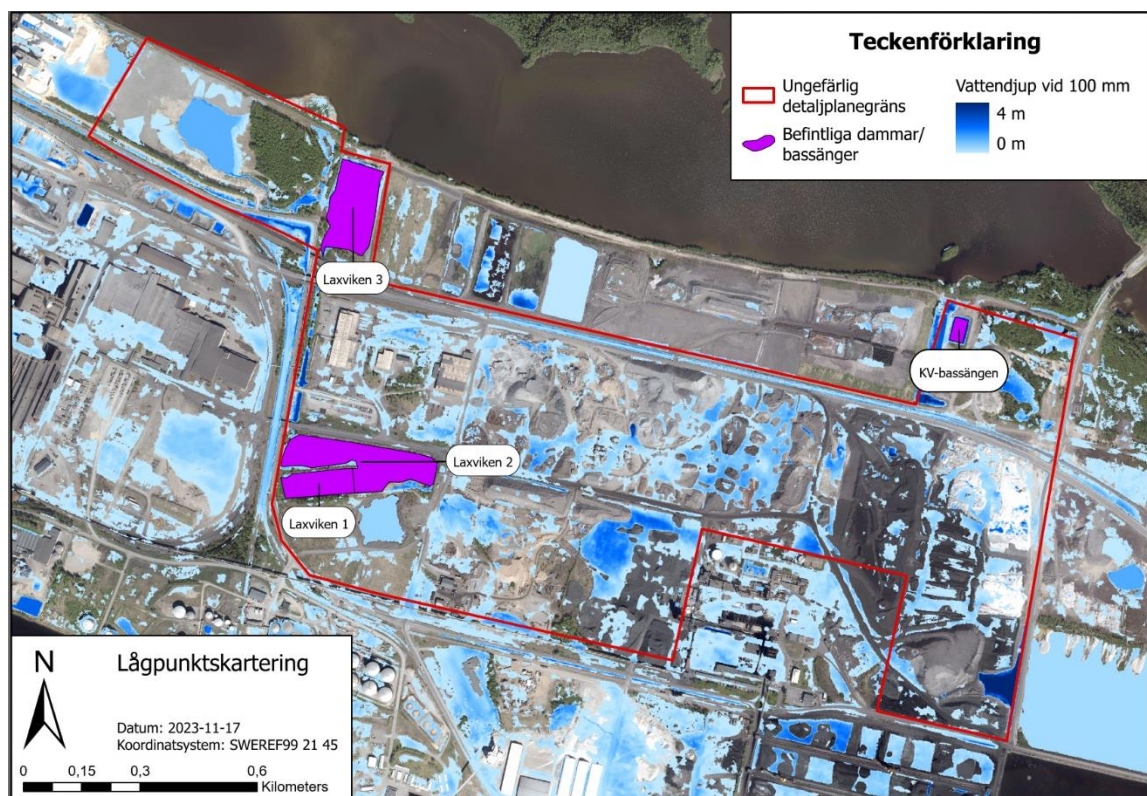 Teckenförklaring
Ungefärlig
detaljplanegräns
Befintliga dammar/
bassänger
Vattendjup vid 100 mm
4 m
0 m
Laxviken 3
KV-bassängen
Laxviken 2
Laxviken 1
N
Lågpunktskartering
Datum: 2023-11-17
Koordinatsystem: SWEREF99 21 45
0 0,15 0,3 0,6
Kilometers